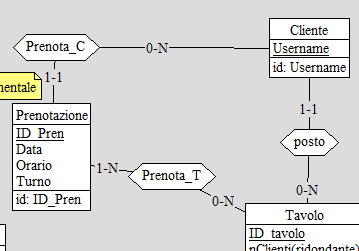 Cliente
Username
id: Username
Prenota_C
0-N
1-1
mentale
Prenotazione
ID_Pren
Data
Orario
Turno
id: ID_Pren
1-N
Prenota_T
0-N
1-1
posto
0-N
Tavolo
ID_tavolo
nClienti(ridondante)